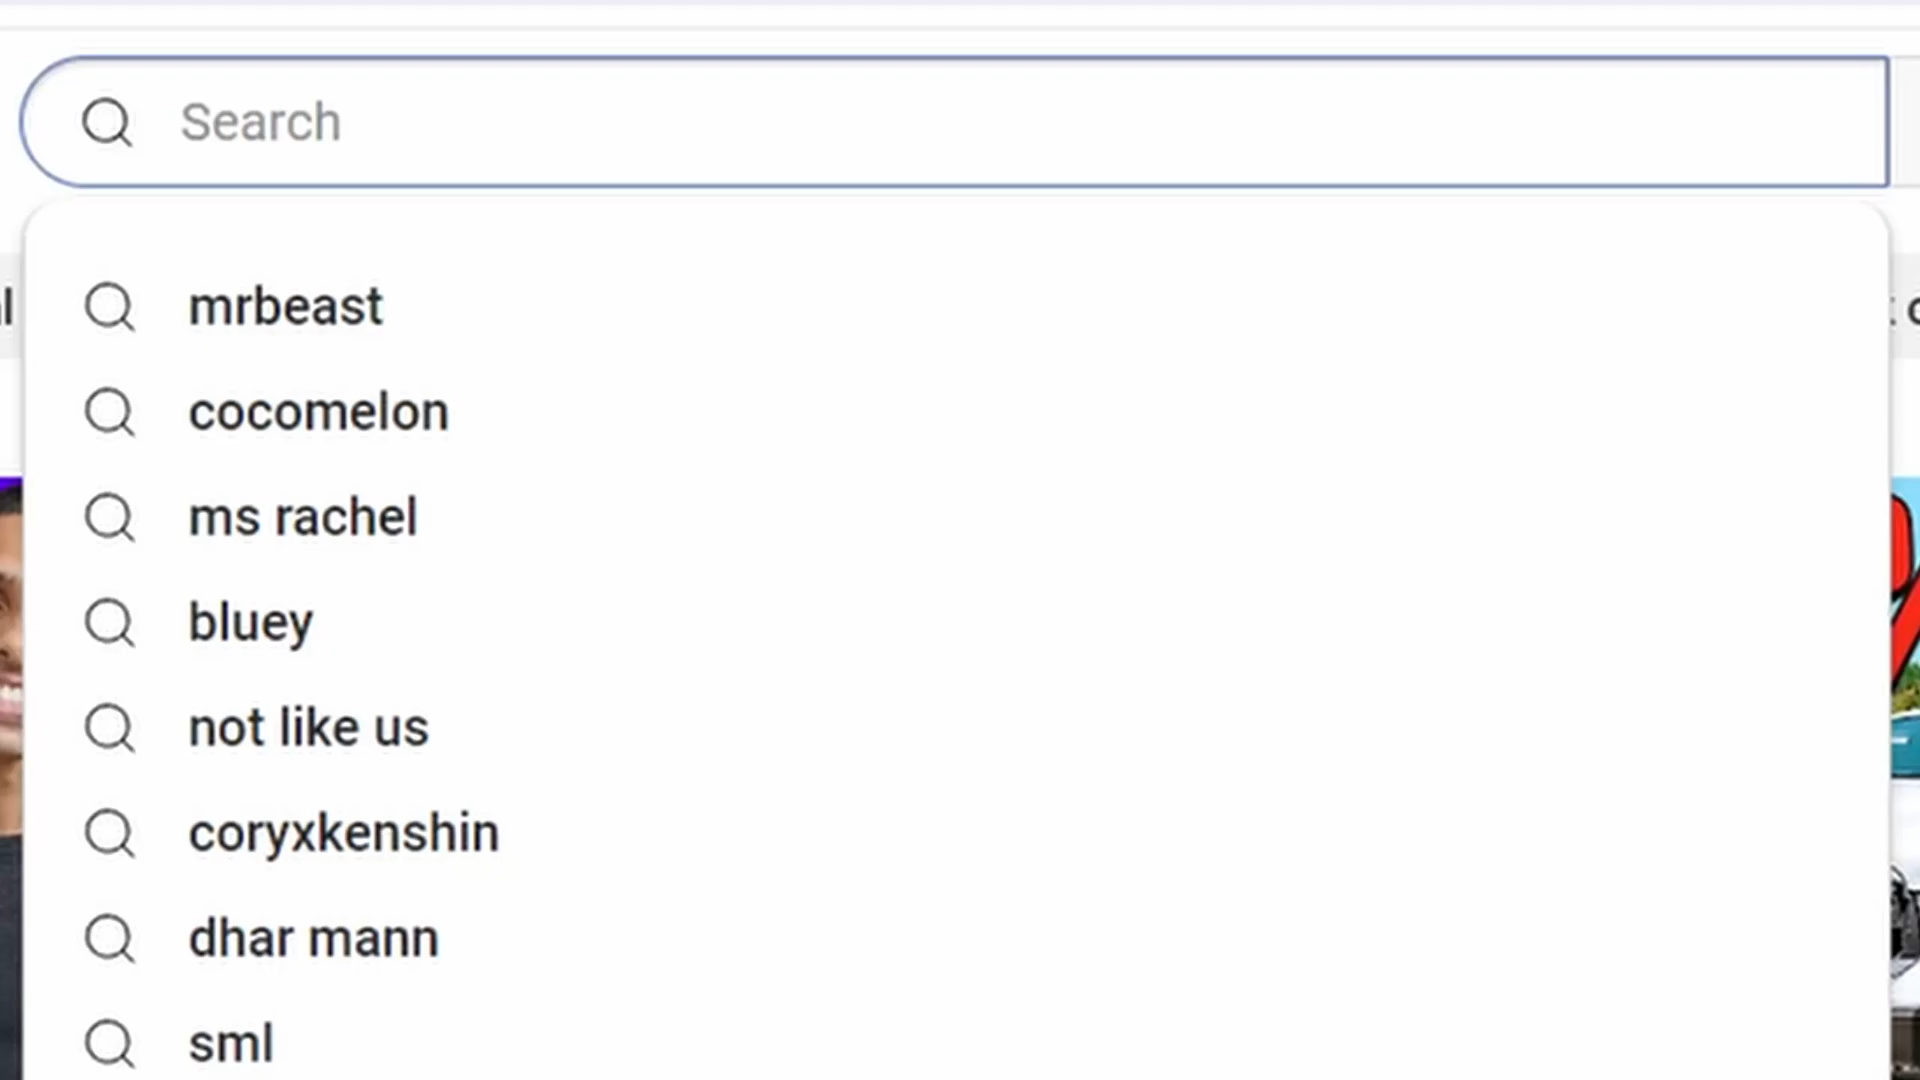 Search
mrbeast
cocomelon
ms rachel
bluey
not like us
coryxkenshin
dhar mann
sml